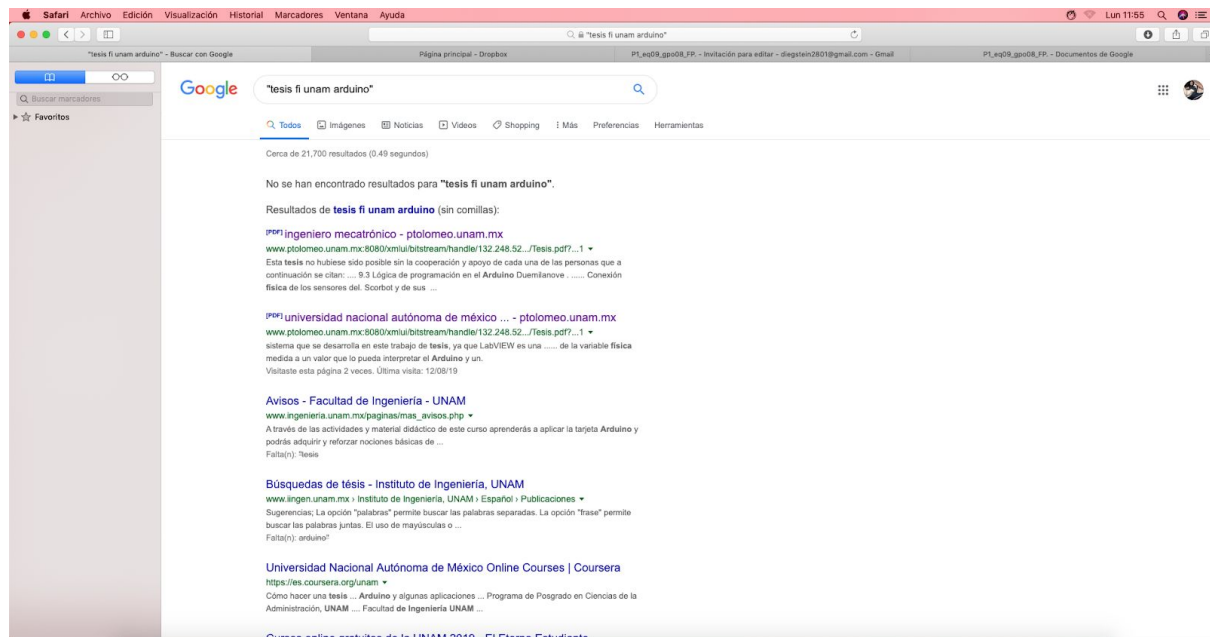 Safari Archivo Edición Visualización Historial Marcadores Ventana Ayuda
Lun 11:55
"tesis fi unam arduino"
"tesis fi unam arduino" - Buscar con Google
Página principal - Dropbox
P1_eq09_gpo08_FP. - Invitación para editar - diegstein2801@gmail.com - Gmail
P1_eq09_gpo08_FP. - Documentos de Google
Buscar marcadores
Favoritos
Google
"tesis fi unam arduino"
Todos Imágenes Noticias Videos Shopping Más Preferencias Herramientas
Cerca de 21,700 resultados (0.49 segundos)
No se han encontrado resultados para "tesis fi unam arduino".
Resultados de tesis fi unam arduino (sin comillas):
[PDF] ingeniero mecatrónico - ptolomeo.unam.mx
www.ptolomeo.unam.mx:8080/xmlui/bitstream/handle/132.248.52.../Tesis.pdf?...1
Esta tesis no hubiese sido posible sin la cooperación y apoyo de cada una de las personas que a
continuación se citan: .... 9.3 Lógica de programación en el Arduino Duemilanove . ...... Conexión
física de los sensores del. Scorbot y de sus ...
[PDF] universidad nacional autónoma de méxico ... - ptolomeo.unam.mx
www.ptolomeo.unam.mx:8080/xmlui/bitstream/handle/132.248.52.../Tesis.pdf?...1
sistema que se desarrolla en este trabajo de tesis, ya que LabVIEW es una ...... de la variable física
medida a un valor que lo pueda interpretar el Arduino y un.
Visitaste esta página 2 veces. Última visita: 12/08/19
Avisos - Facultad de Ingeniería - UNAM
www.ingenieria.unam.mx/paginas/mas_avisos.php
A través de las actividades y material didáctico de este curso aprenderás a aplicar la tarjeta Arduino y
podrás adquirir y reforzar nociones básicas de ...
Falta(n): "tesis
Búsquedas de tésis - Instituto de Ingeniería, UNAM
www.iingen.unam.mx › Instituto de Ingeniería, UNAM › Español › Publicaciones
Sugerencias; La opción "palabras" permite buscar las palabras separadas. La opción "frase" permite
buscar las palabras juntas. El uso de mayúsculas o ...
Falta(n): arduino"
Universidad Nacional Autónoma de México Online Courses | Coursera
https://es.coursera.org/unam
Cómo hacer una tesis ... Arduino y algunas aplicaciones ... Programa de Posgrado en Ciencias de la
Administración, UNAM .... Facultad de Ingeniería UNAM ...
Cursos online gratuitos de la UNAM 2019 - El Eterno Estudiante